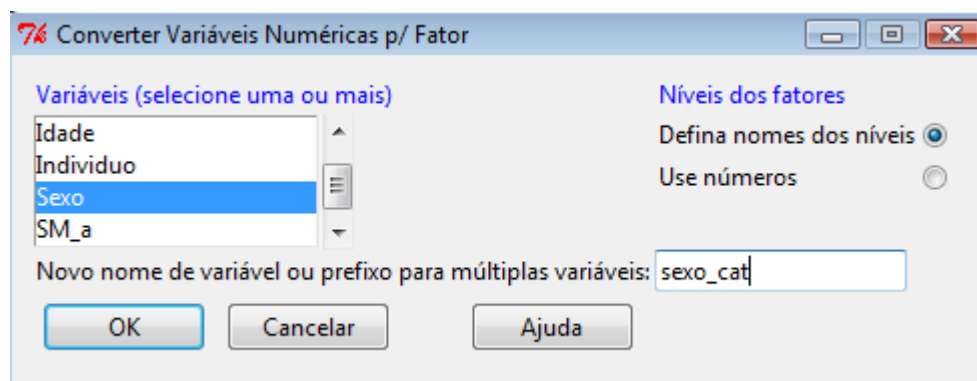 Converter Variáveis Numéricas p/ Fator
Variáveis (selecione uma ou mais)
Idade
Individuo
Sexo
SM_a
Níveis dos fatores
Defina nomes dos níveis
Use números
Novo nome de variável ou prefixo para múltiplas variáveis: sexo_cat
OK Cancelar Ajuda